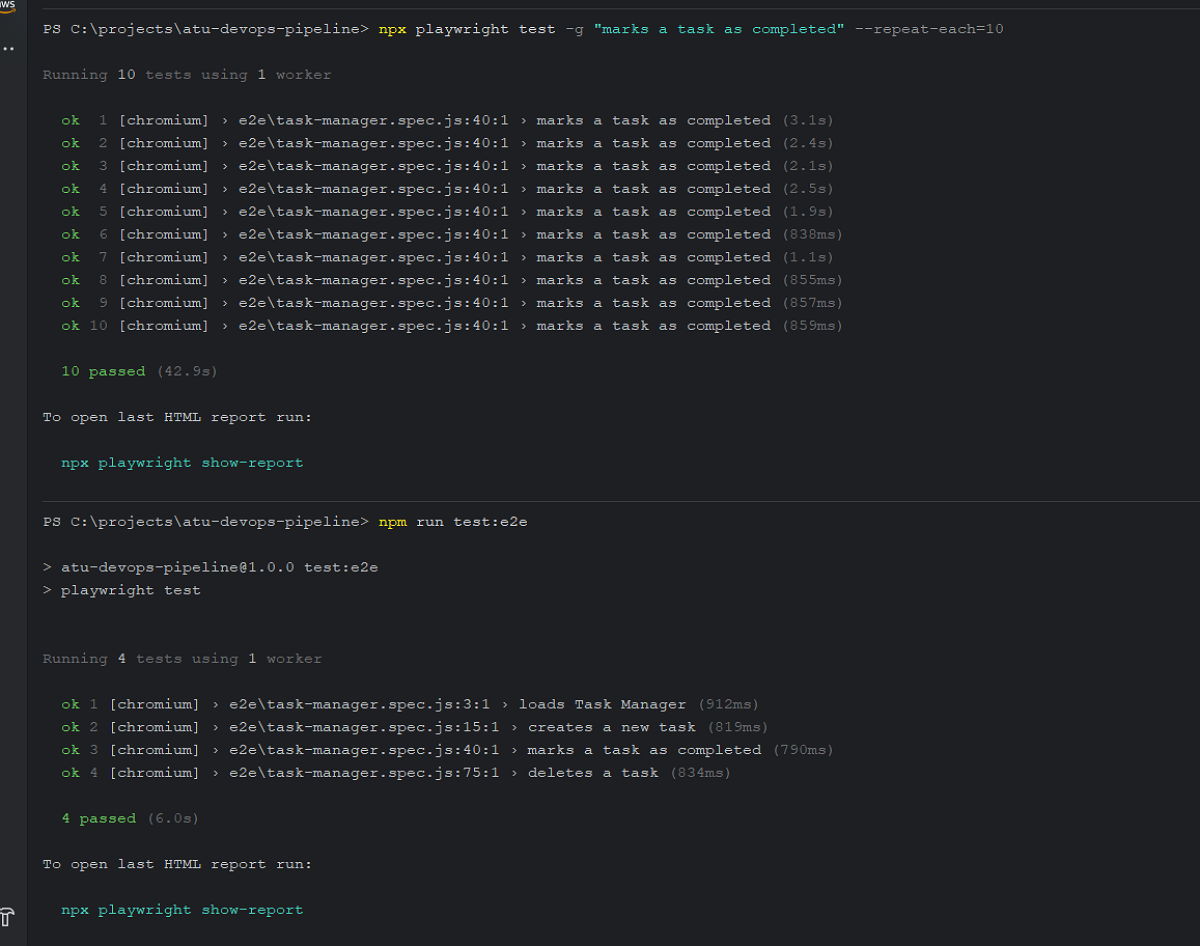 aws
PS C:\projects\atu-devops-pipeline> npx playwright test -g "marks a task as completed" --repeat-each=10
Running 10 tests using 1 worker
ok 1 [chromium] › e2e\task-manager.spec.js:40:1 › marks a task as completed (3.1s)
ok 2 [chromium] › e2e\task-manager.spec.js:40:1 › marks a task as completed (2.4s)
ok 3 [chromium] › e2e\task-manager.spec.js:40:1 › marks a task as completed (2.1s)
ok 4 [chromium] › e2e\task-manager.spec.js:40:1 › marks a task as completed (2.5s)
ok 5 [chromium] › e2e\task-manager.spec.js:40:1 › marks a task as completed (1.9s)
ok 6 [chromium] › e2e\task-manager.spec.js:40:1 › marks a task as completed (838ms)
ok 7 [chromium] › e2e\task-manager.spec.js:40:1 › marks a task as completed (1.1s)
ok 8 [chromium] › e2e\task-manager.spec.js:40:1 › marks a task as completed (855ms)
ok 9 [chromium] › e2e\task-manager.spec.js:40:1 › marks a task as completed (857ms)
ok 10 [chromium] › e2e\task-manager.spec.js:40:1 › marks a task as completed (859ms)
10 passed (42.9s)
To open last HTML report run:
npx playwright show-report
PS C:\projects\atu-devops-pipeline> npm run test:e2e
> atu-devops-pipeline@1.0.0 test:e2e
> playwright test
Running 4 tests using 1 worker
ok 1 [chromium] › e2e\task-manager.spec.js:3:1 › loads Task Manager (912ms)
ok 2 [chromium] › e2e\task-manager.spec.js:15:1 › creates a new task (819ms)
ok 3 [chromium] › e2e\task-manager.spec.js:40:1 › marks a task as completed (790ms)
ok 4 [chromium] › e2e\task-manager.spec.js:75:1 › deletes a task (834ms)
4 passed (6.0s)
To open last HTML report run:
npx playwright show-report